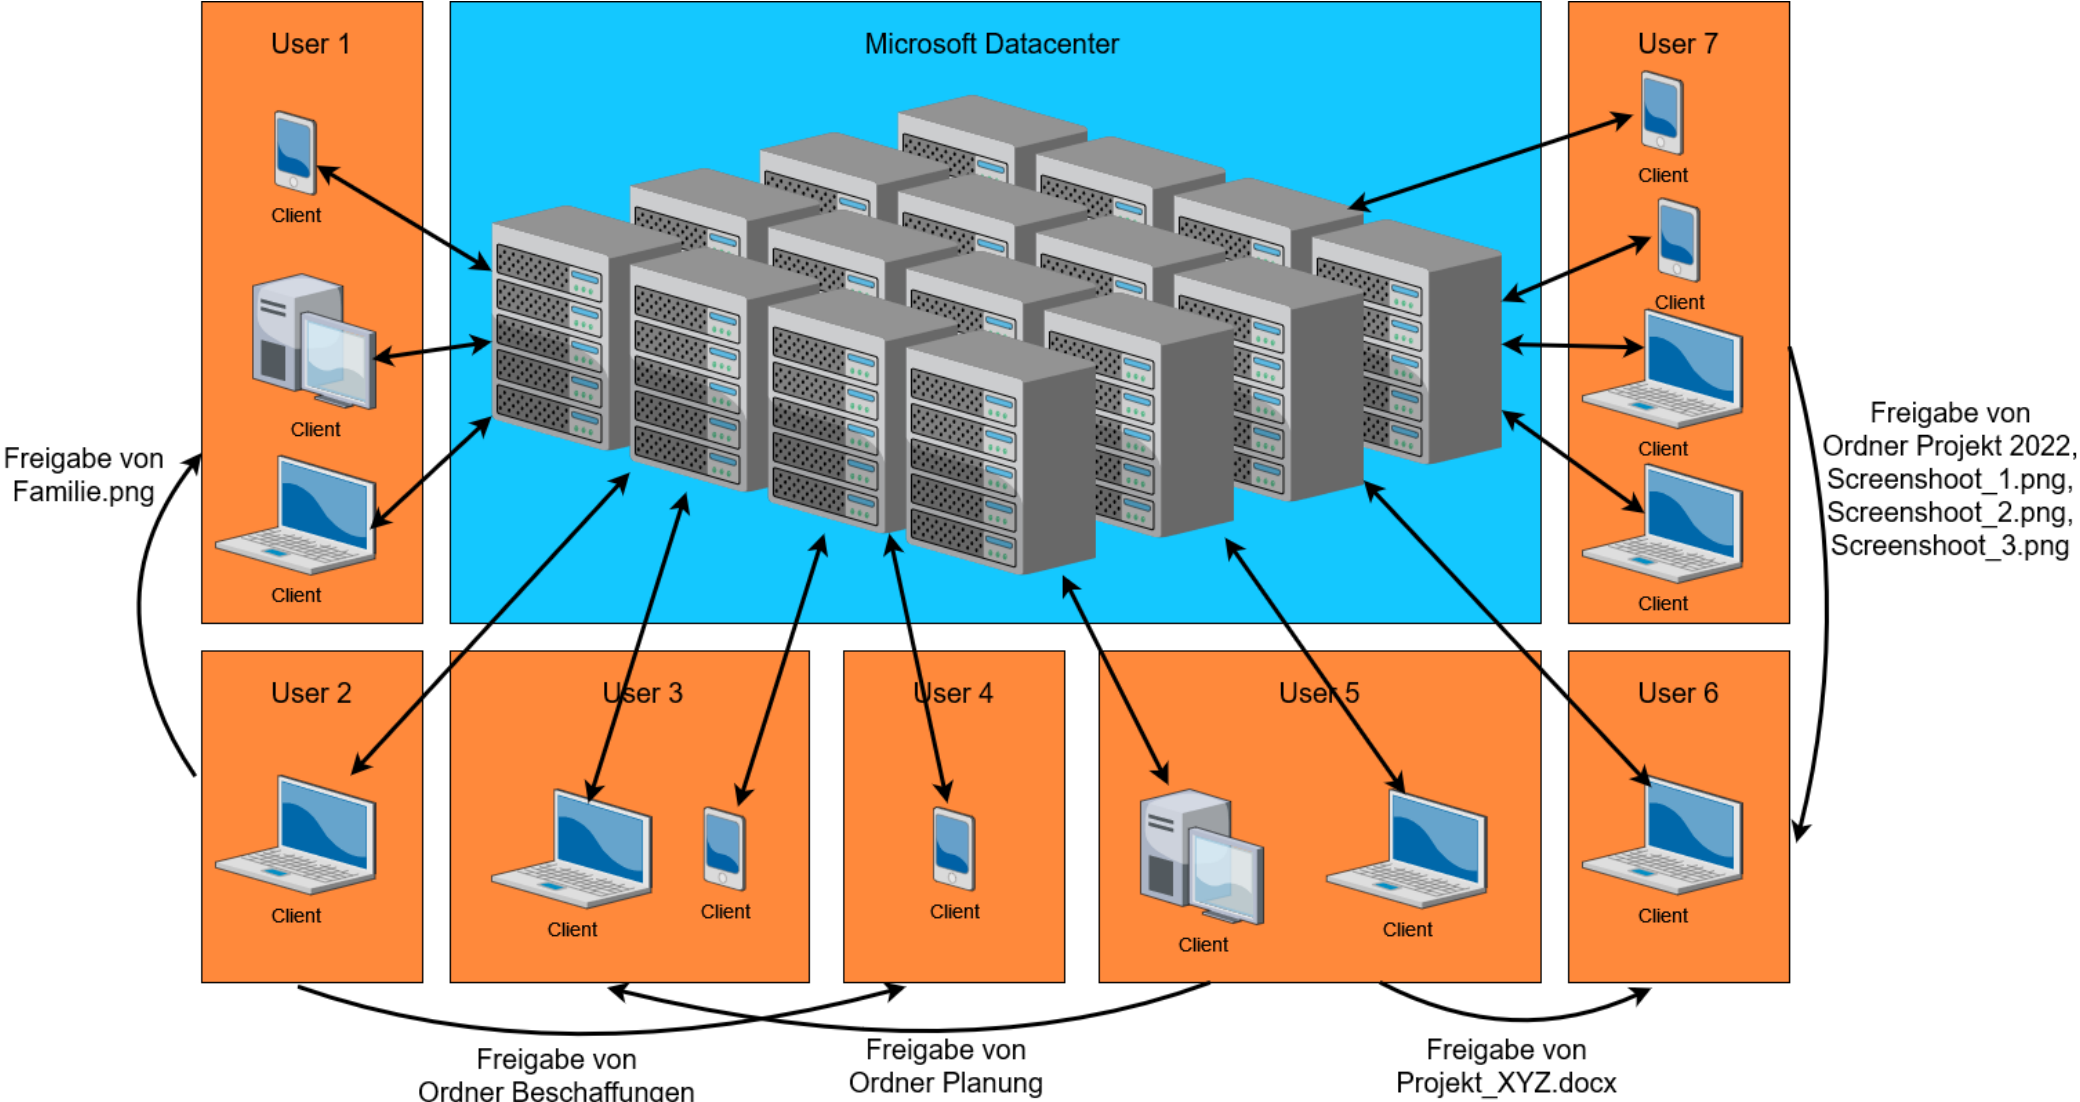 User 1
Microsoft Datacenter
User 7
Client
Client
Client
Client
Client
Client
Client
Freigabe von
Familie.png
Freigabe von
Ordner Projekt 2022,
Screenshoot_1.png,
Screenshoot_2.png,
Screenshoot_3.png
User 2
User 3
User 4
User 5
User 6
Client
Client
Client
Client
Client
Client
Client
Freigabe von
Ordner Beschaffungen
Freigabe von
Ordner Planung
Freigabe von
Projekt_XYZ.docx